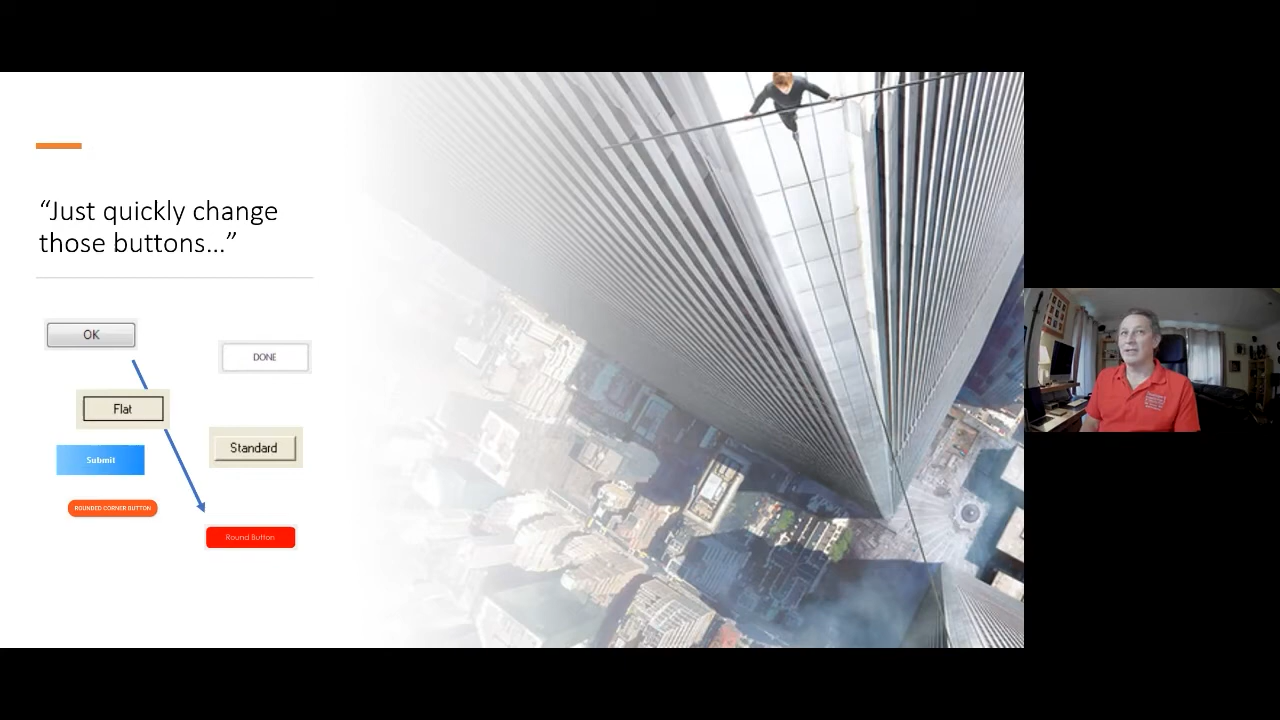 “Just quickly change
those buttons...”
OK
DONE
Flat
Standard
Submit
ROUNDED CORNER BUTTON
Round Button